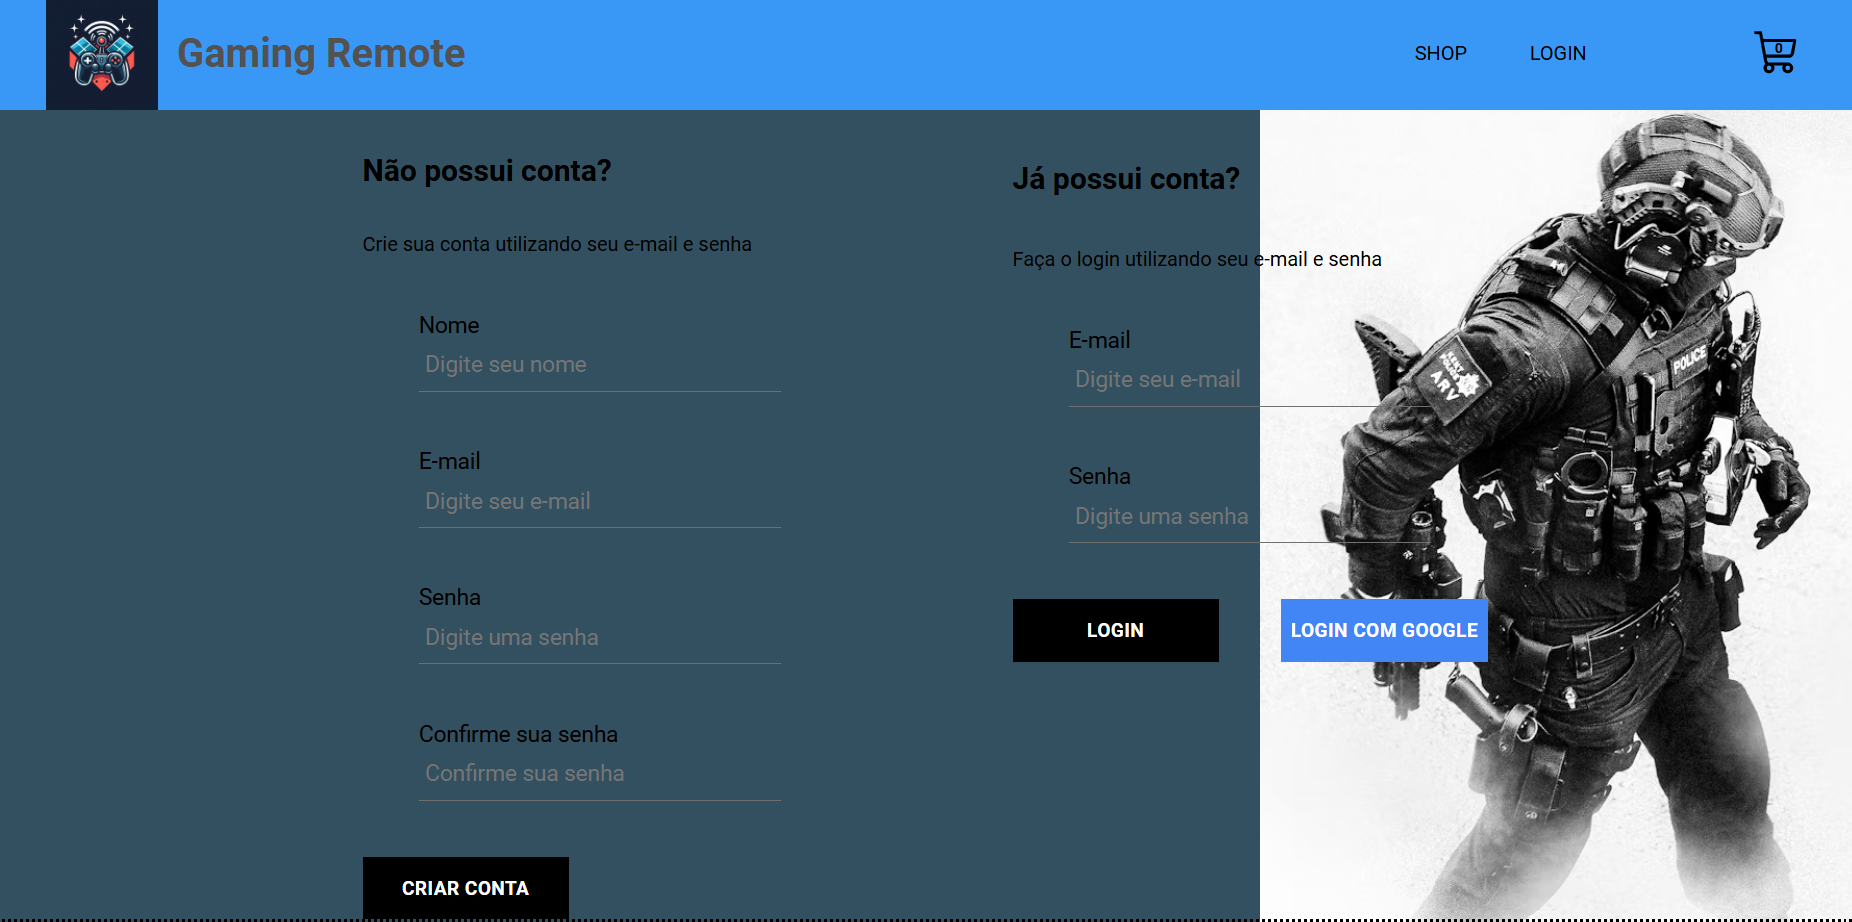 Gaming Remote
SHOP
LOGIN
0
Não possui conta?
Crie sua conta utilizando seu e-mail e senha
Nome
Digite seu nome
E-mail
Digite seu e-mail
Senha
Digite uma senha
Confirme sua senha
Confirme sua senha
CRIAR CONTA
Já possui conta?
Faça o login utilizando seu e-mail e senha
E-mail
Digite seu e-mail
Senha
Digite uma senha
LOGIN
LOGIN COM GOOGLE
POLICE
KENT
POLICE
ARV